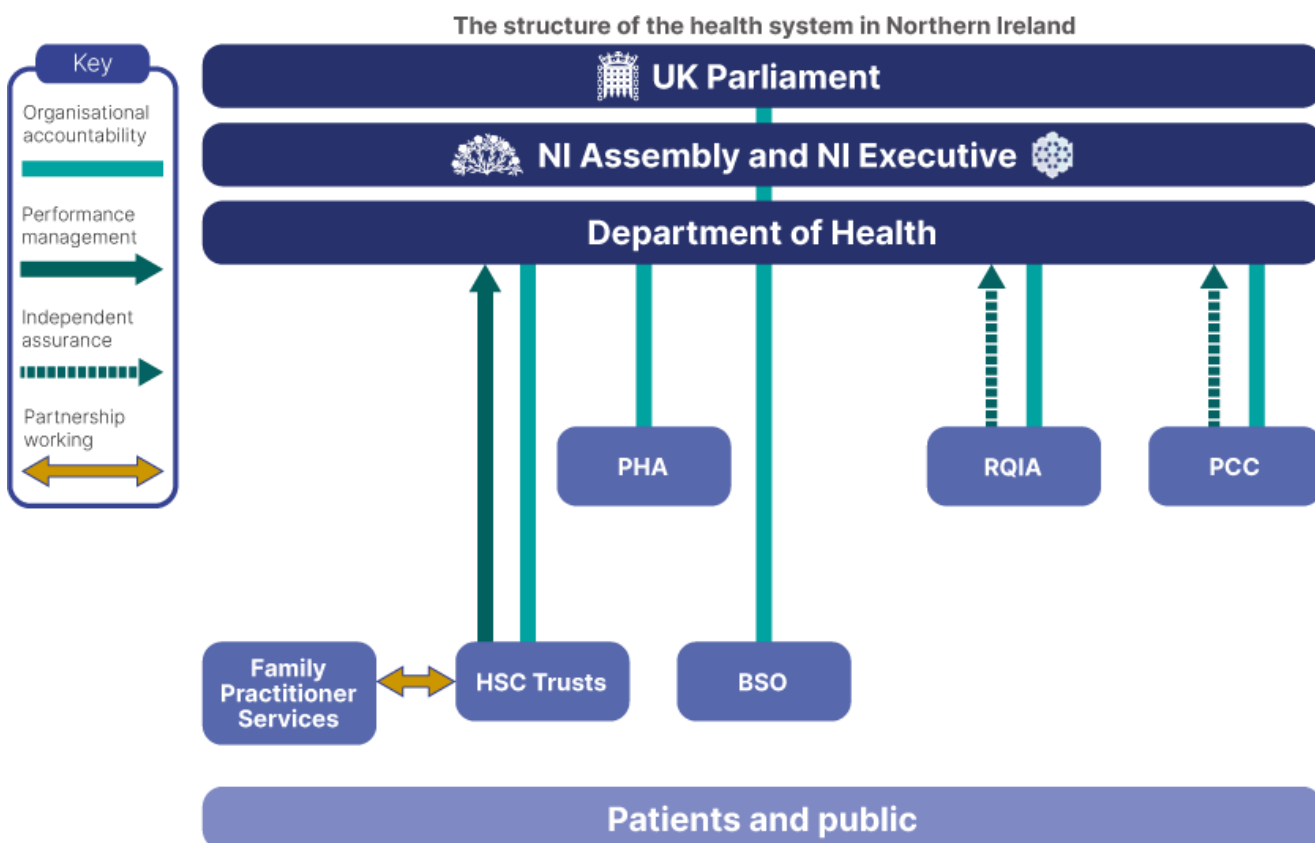 The structure of the health system in Northern Ireland
Key
Organisational
accountability
Performance
management
Independent
assurance
Partnership
working
UK Parliament
NI Assembly and NI Executive
Department of Health
PHA
RQIA
PCC
Family
Practitioner
Services
HSC Trusts
BSO
Patients and public